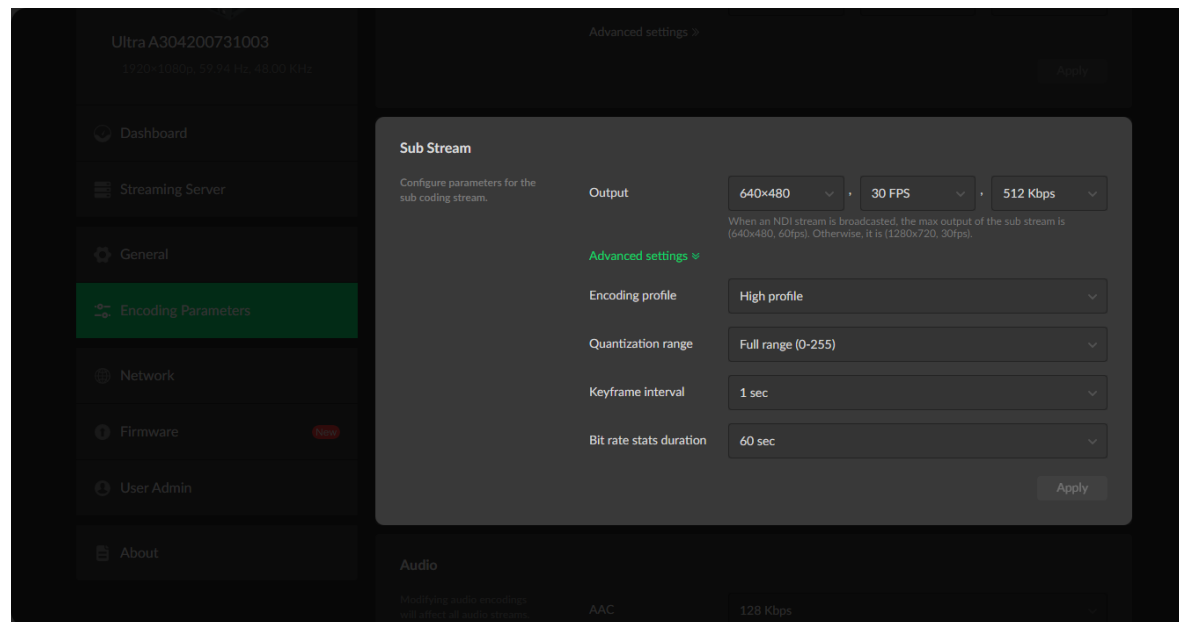 Ultra A304200731003
1920×1080p, 59.94 Hz, 48.00 KHz
Dashboard
Streaming Server
General
Encoding Parameters
Network
Firmware New
User Admin
About
Advanced settings
Apply
Sub Stream
Configure parameters for the
sub coding stream.
Output 640×480 , 30 FPS , 512 Kbps
When an NDI stream is broadcasted, the max output of the sub stream is
(640x480, 60fps). Otherwise, it is (1280x720, 30fps).
Advanced settings
Encoding profile High profile
Quantization range Full range (0-255)
Keyframe interval 1 sec
Bit rate stats duration 60 sec
Apply
Audio
Modifying audio encodings
will affect all audio streams.
AAC 128 Kbps